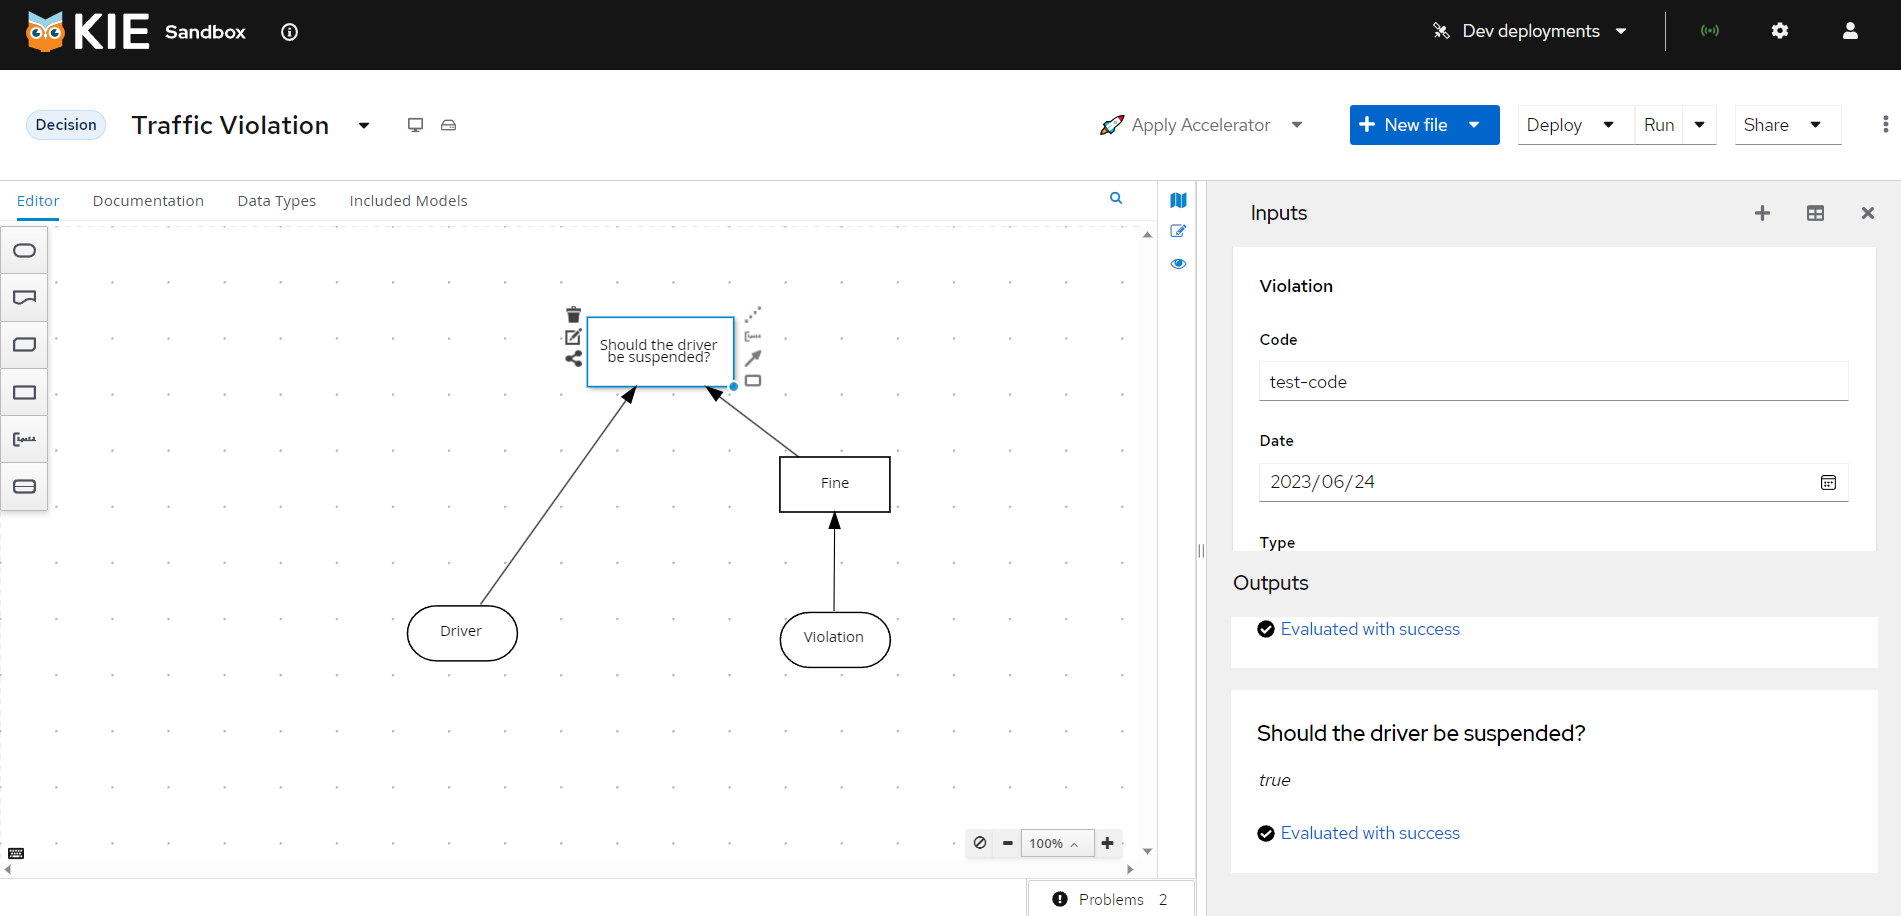 KIE Sandbox
Dev deployments
Decision
Traffic Violation
Apply Accelerator
New file
Deploy
Run
Share
Editor
Documentation
Data Types
Included Models
Should the driver
be suspended?
Fine
Driver
Violation
100%
Problems 2
Inputs
Violation
Code
test-code
Date
2023/06/24
Type
Outputs
Evaluated with success
Should the driver be suspended?
true
Evaluated with success